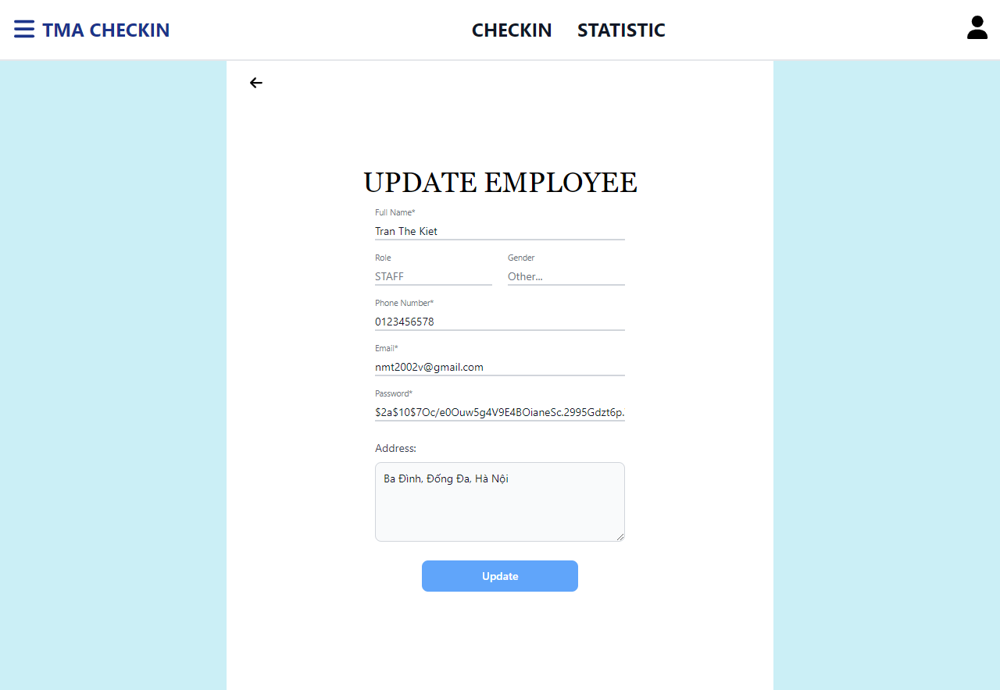 TMA CHECKIN CHECKIN STATISTIC
UPDATE EMPLOYEE
Full Name*
Tran The Kiet
Role Gender
STAFF Other...
Phone Number*
0123456578
Email*
nmt2002v@gmail.com
Password*
$2a$10$7Oc/e0Ouw5g4V9E4BOianeSc.2995Gdzt6p.
Address:
Ba Đình, Đống Đa, Hà Nội
Update